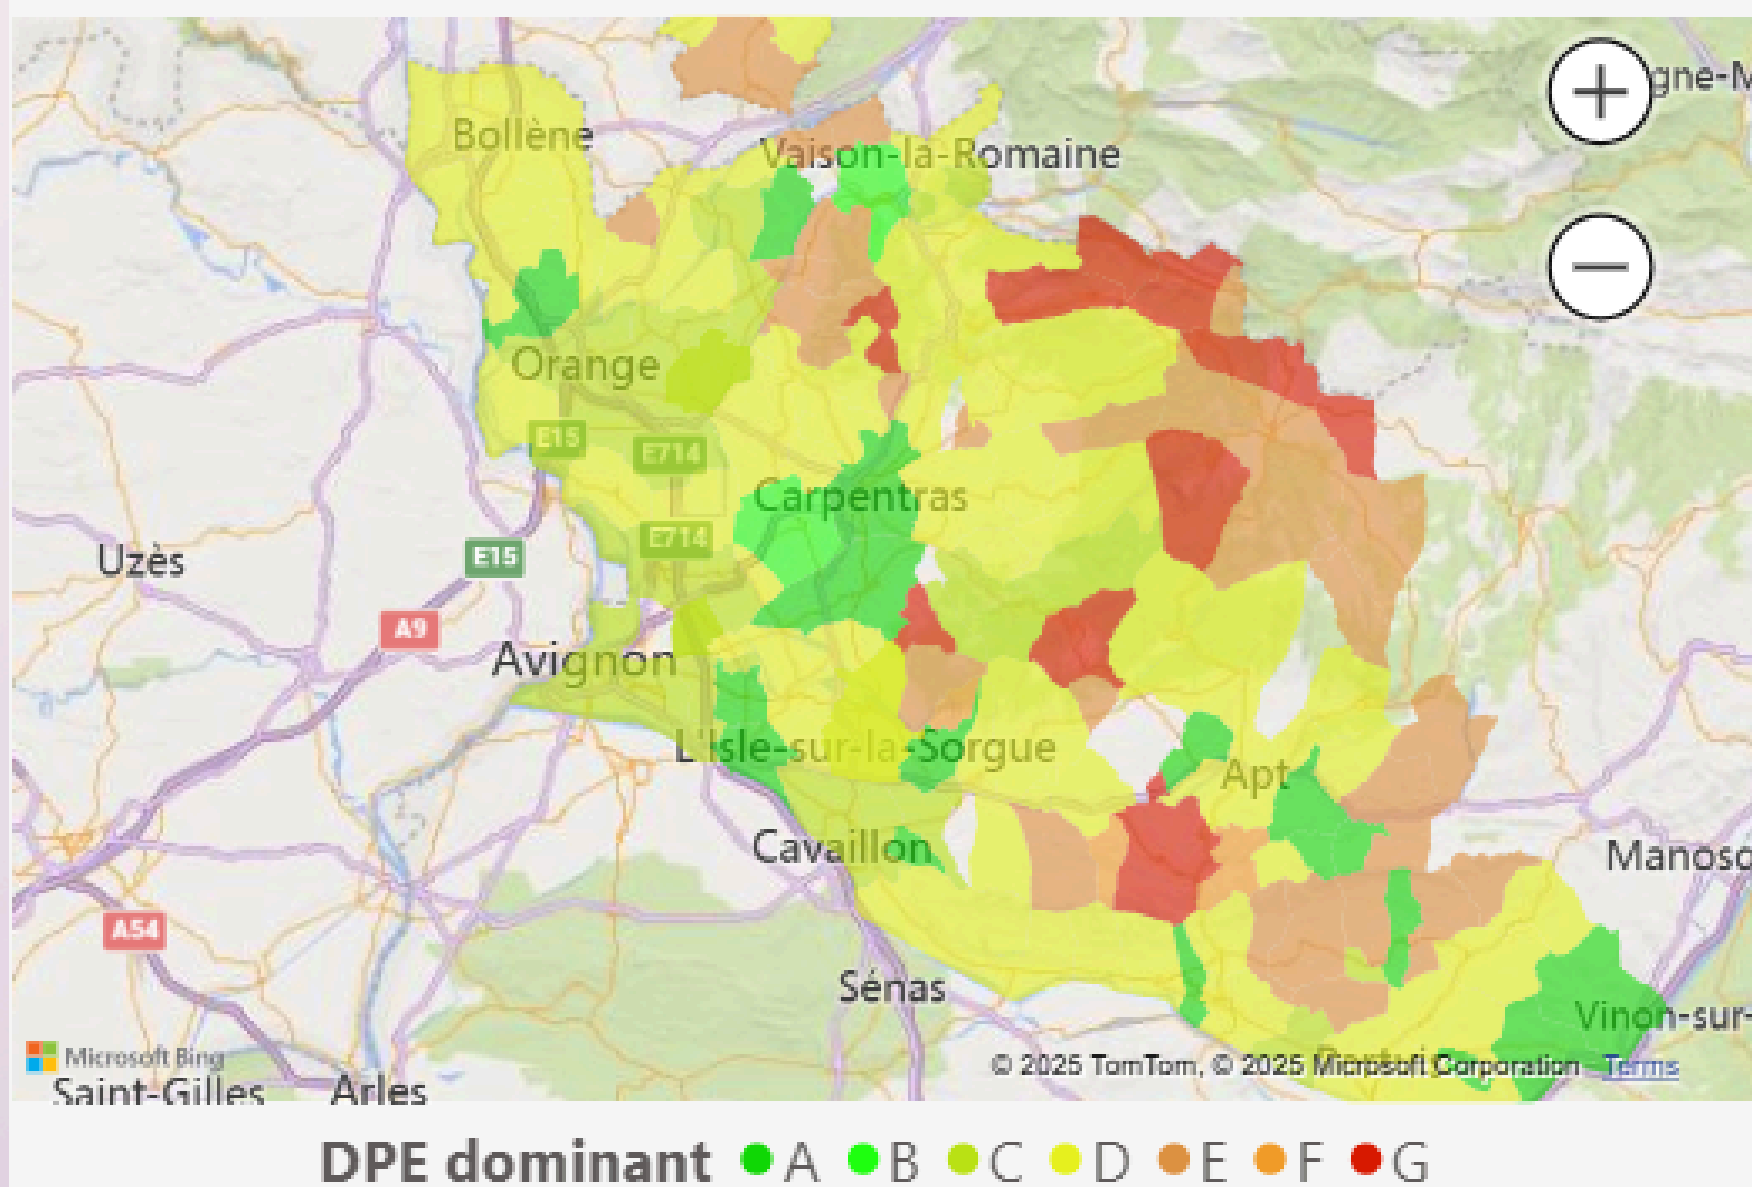 gne-M
Bollène
Vaison-la-Romaine
Orange
E15
E714
Carpentras
E714
Uzès
E15
A9
Avignon
L'Isle-sur-la-Sorgue
Apt
Cavaillon
Manosq
A54
Sénas
Vinon-sur-
Microsoft Bing
© 2025 TomTom, © 2025 Microsoft Corporation Terms
Saint-Gilles
Arles
DPE dominant A B C D E F G